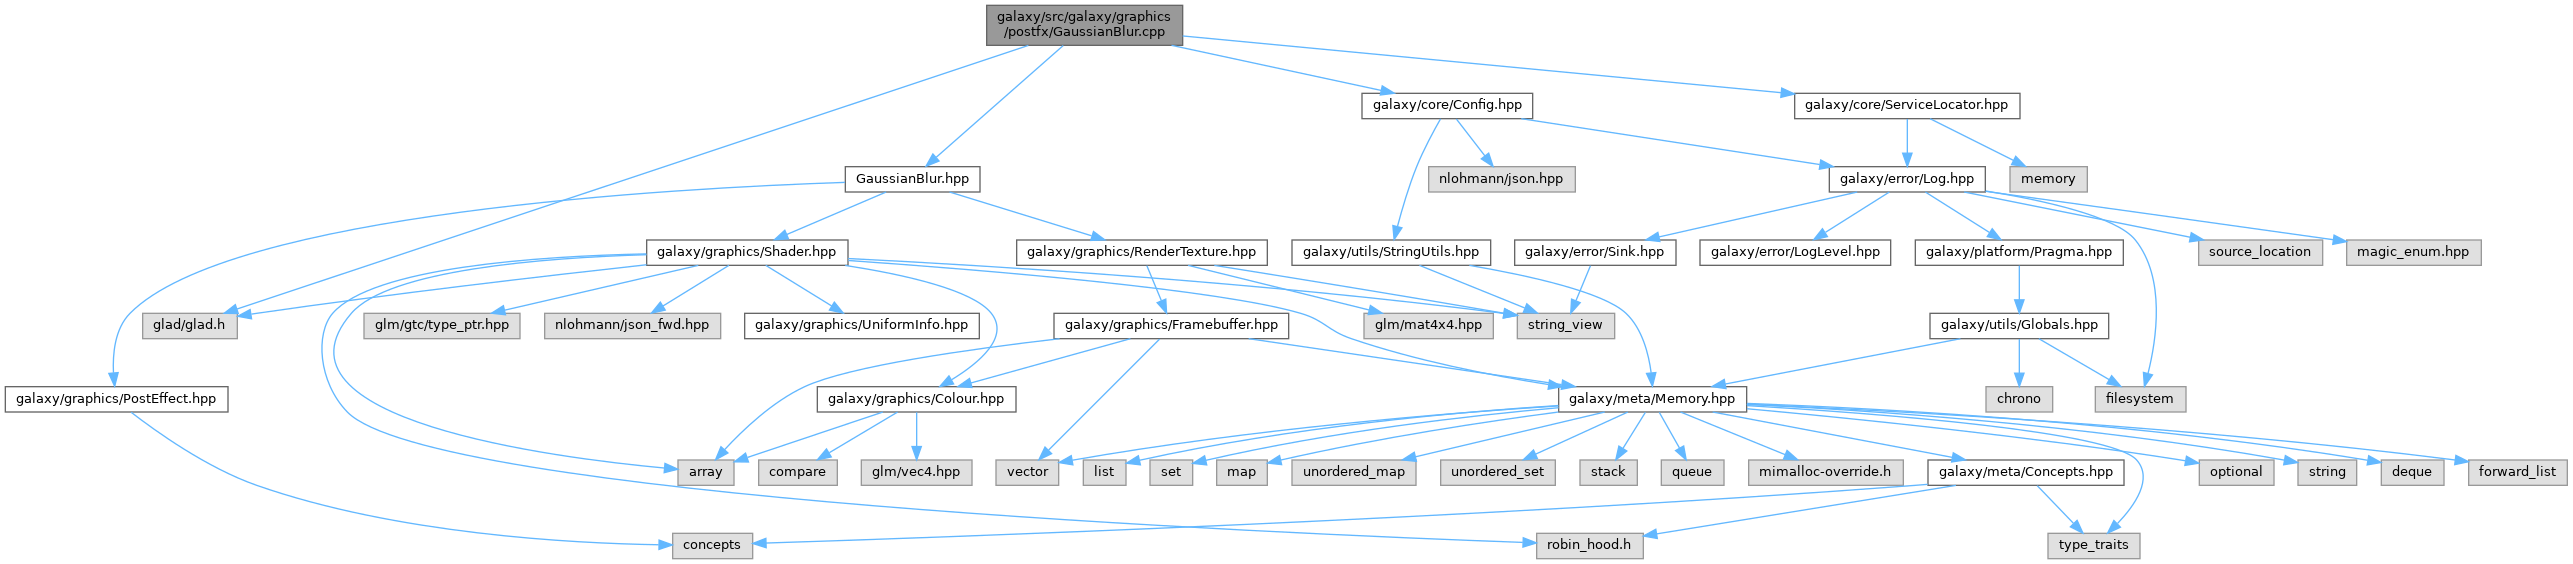 galaxy/src/galaxy/graphics
/postfx/GaussianBlur.cpp
galaxy/core/Config.hpp
galaxy/core/ServiceLocator.hpp
GaussianBlur.hpp
nlohmann/json.hpp
galaxy/error/Log.hpp
memory
galaxy/graphics/Shader.hpp
galaxy/graphics/RenderTexture.hpp
galaxy/utils/StringUtils.hpp
galaxy/error/Sink.hpp
galaxy/error/LogLevel.hpp
galaxy/platform/Pragma.hpp
source_location
magic_enum.hpp
glad/glad.h
glm/gtc/type_ptr.hpp
nlohmann/json_fwd.hpp
galaxy/graphics/UniformInfo.hpp
galaxy/graphics/Framebuffer.hpp
glm/mat4x4.hpp
string_view
galaxy/utils/Globals.hpp
galaxy/graphics/PostEffect.hpp
galaxy/graphics/Colour.hpp
galaxy/meta/Memory.hpp
chrono
filesystem
array
compare
glm/vec4.hpp
vector
list
set
map
unordered_map
unordered_set
stack
queue
mimalloc-override.h
galaxy/meta/Concepts.hpp
optional
string
deque
forward_list
concepts
robin_hood.h
type_traits